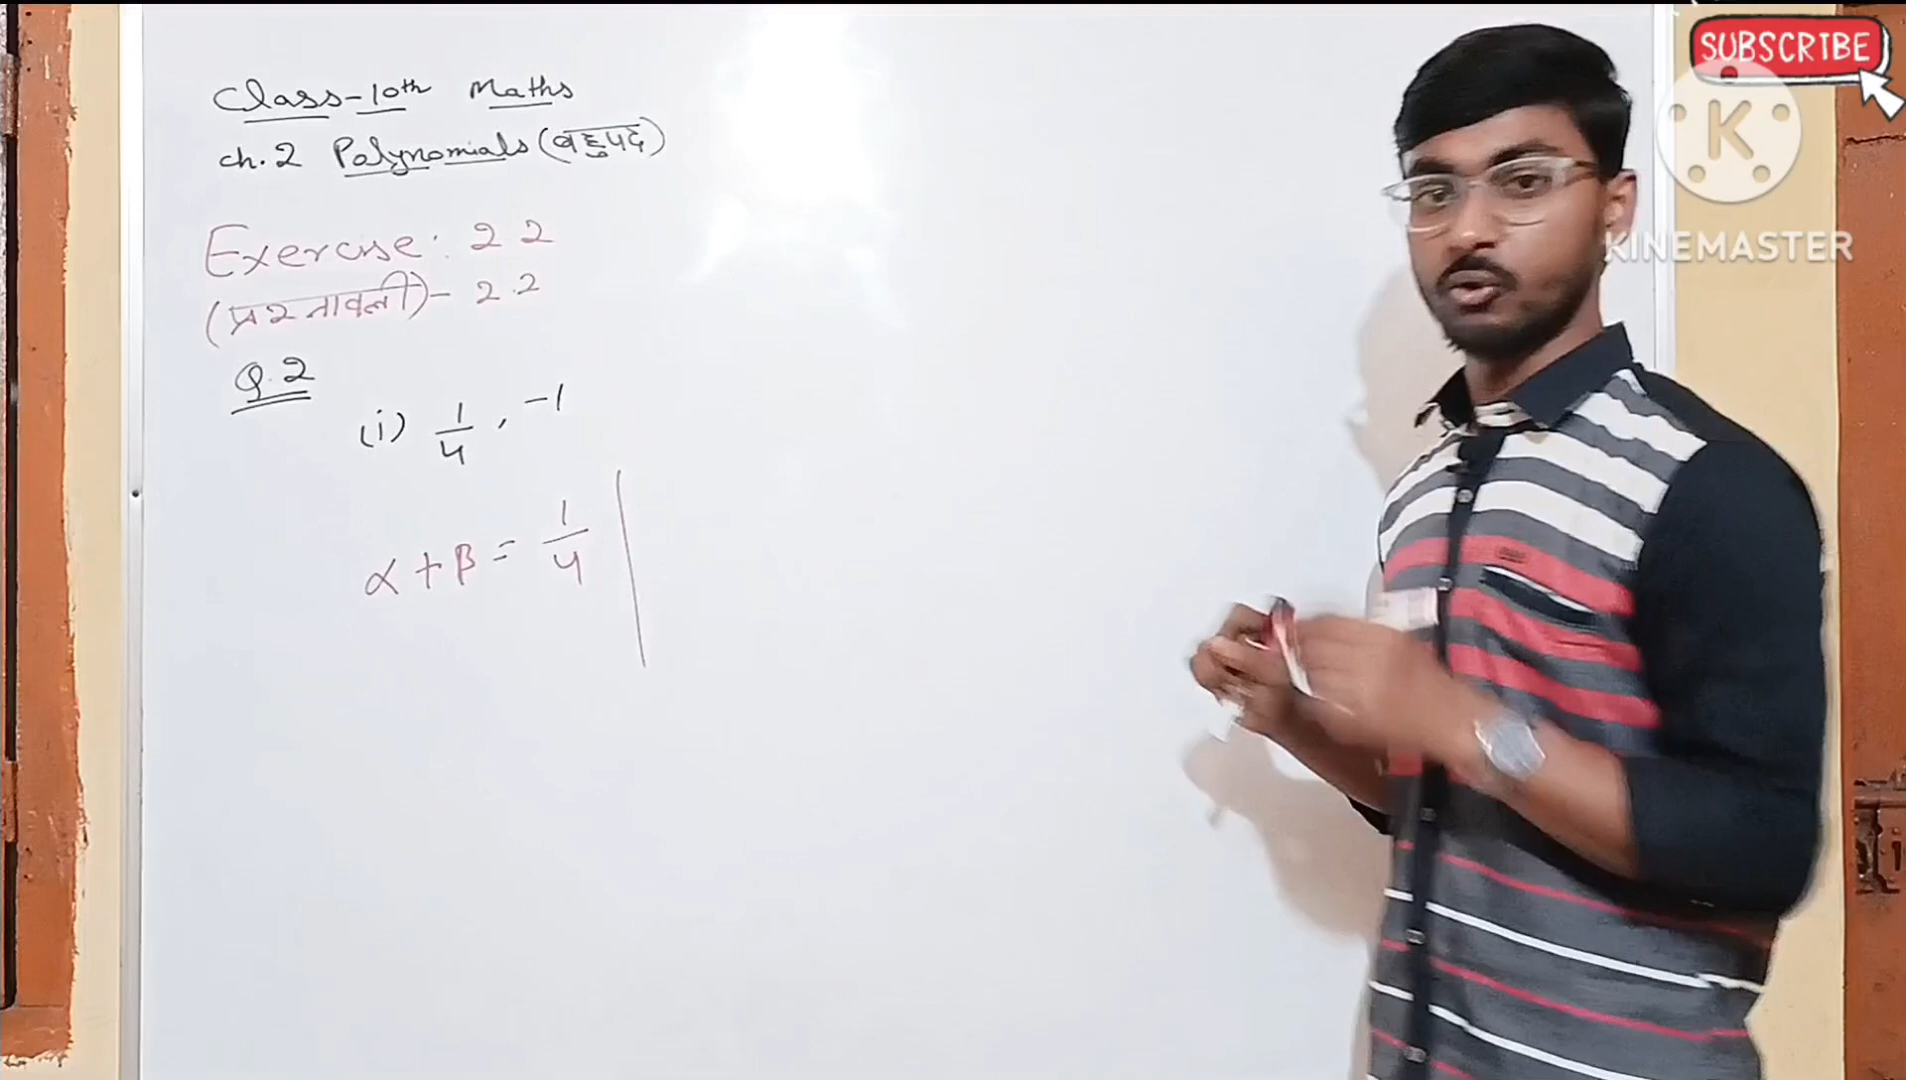 Class-10th Maths
ch.2 Polynomials (बहुपद)
Exercise: 2 2
(प्रश्नावली)- 2.2
Q.2
(i) 1/4 , -1
α + β = 1/4
SUBSCRIBE
K
KINEMASTER